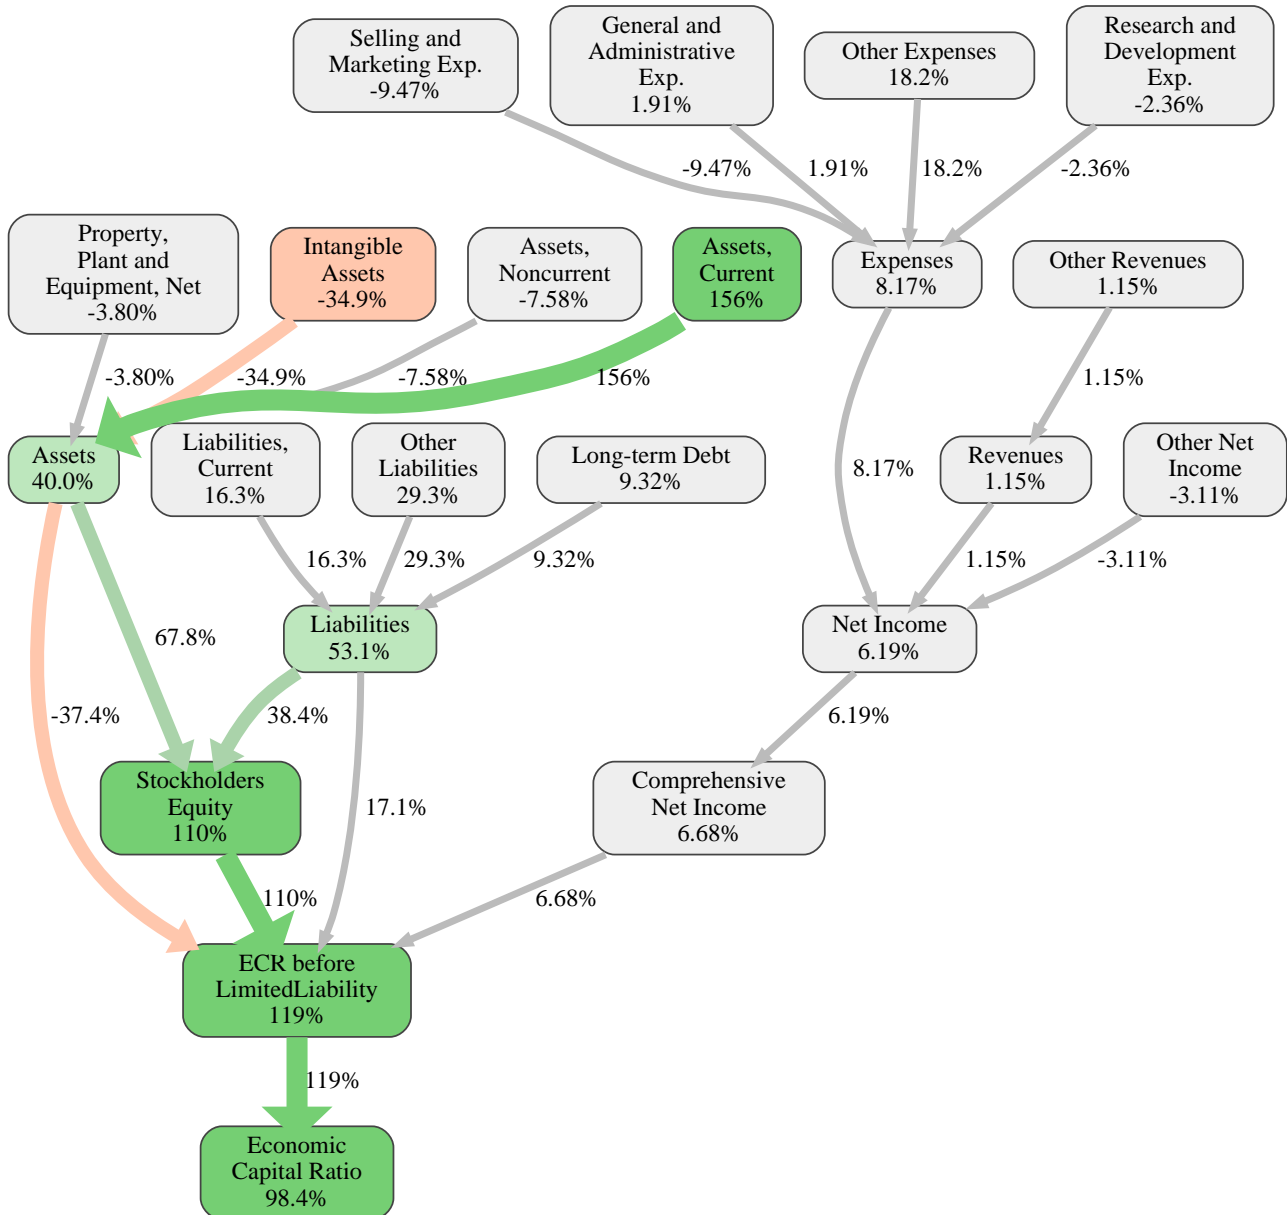 Selling and
Marketing Exp.
-9.47%
General and
Administrative
Exp.
1.91%
Other Expenses
18.2%
Research and
Development
Exp.
-2.36%
-9.47%
1.91%
18.2%
-2.36%
Property,
Plant and
Equipment, Net
-3.80%
Intangible
Assets
-34.9%
Assets,
Noncurrent
-7.58%
Assets,
Current
156%
Expenses
8.17%
Other Revenues
1.15%
-3.80%
-34.9%
-7.58%
156%
1.15%
Assets
40.0%
Liabilities,
Current
16.3%
Other
Liabilities
29.3%
Long-term Debt
9.32%
8.17%
Revenues
1.15%
Other Net
Income
-3.11%
16.3%
29.3%
9.32%
1.15%
-3.11%
67.8%
Liabilities
53.1%
Net Income
6.19%
-37.4%
38.4%
6.19%
Stockholders
Equity
110%
17.1%
Comprehensive
Net Income
6.68%
110%
6.68%
ECR before
LimitedLiability
119%
119%
Economic
Capital Ratio
98.4%